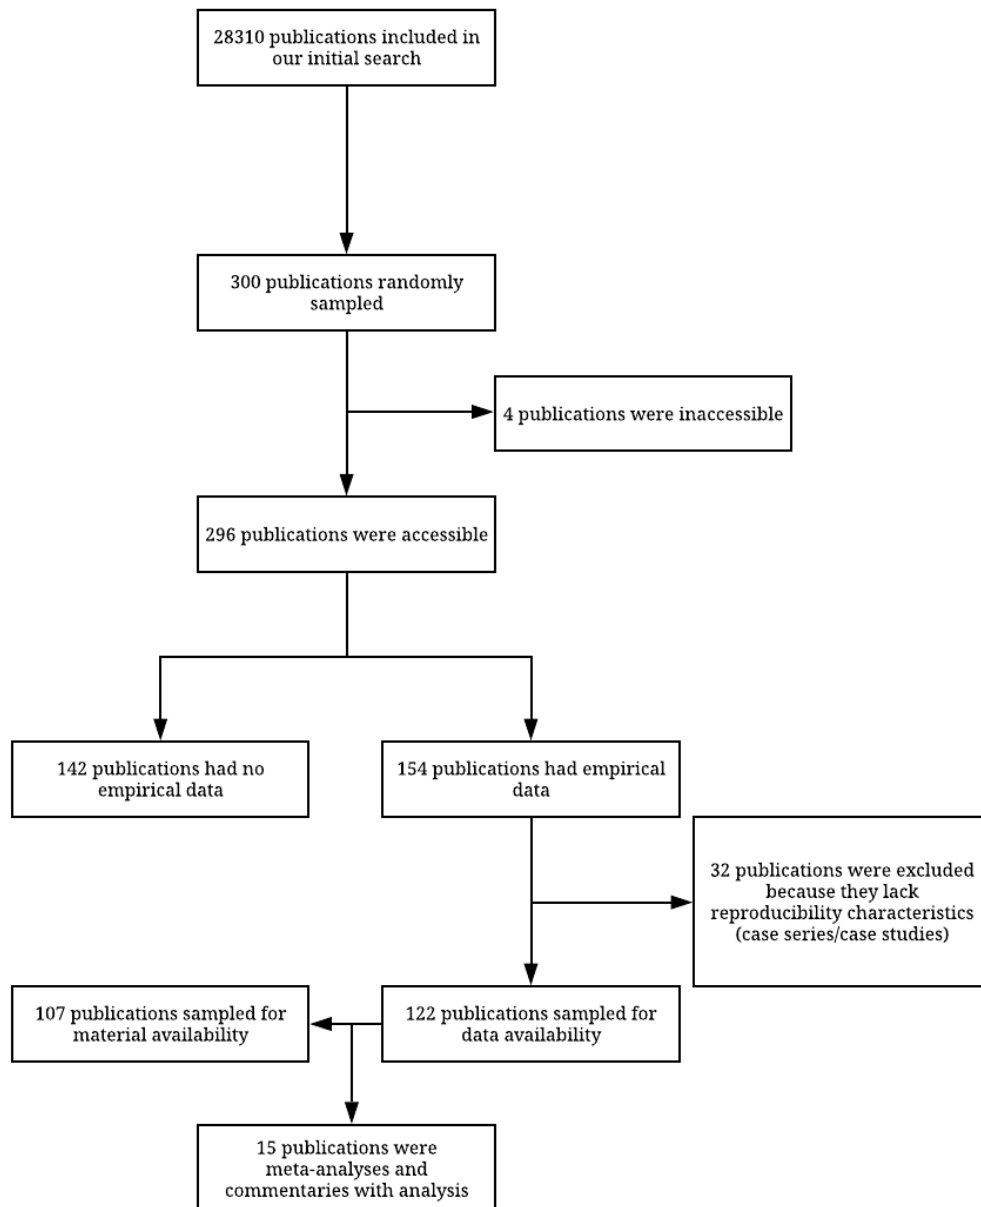 28310 publications included in
our initial search
300 publications randomly
sampled
4 publications were inaccessible
296 publications were accessible
142 publications had no
empirical data
154 publications had empirical
data
32 publications were excluded
because they lack
reproducibility characteristics
(case series/case studies)
107 publications sampled for
material availability
122 publications sampled for
data availability
15 publications were
meta-analyses and
commentaries with analysis